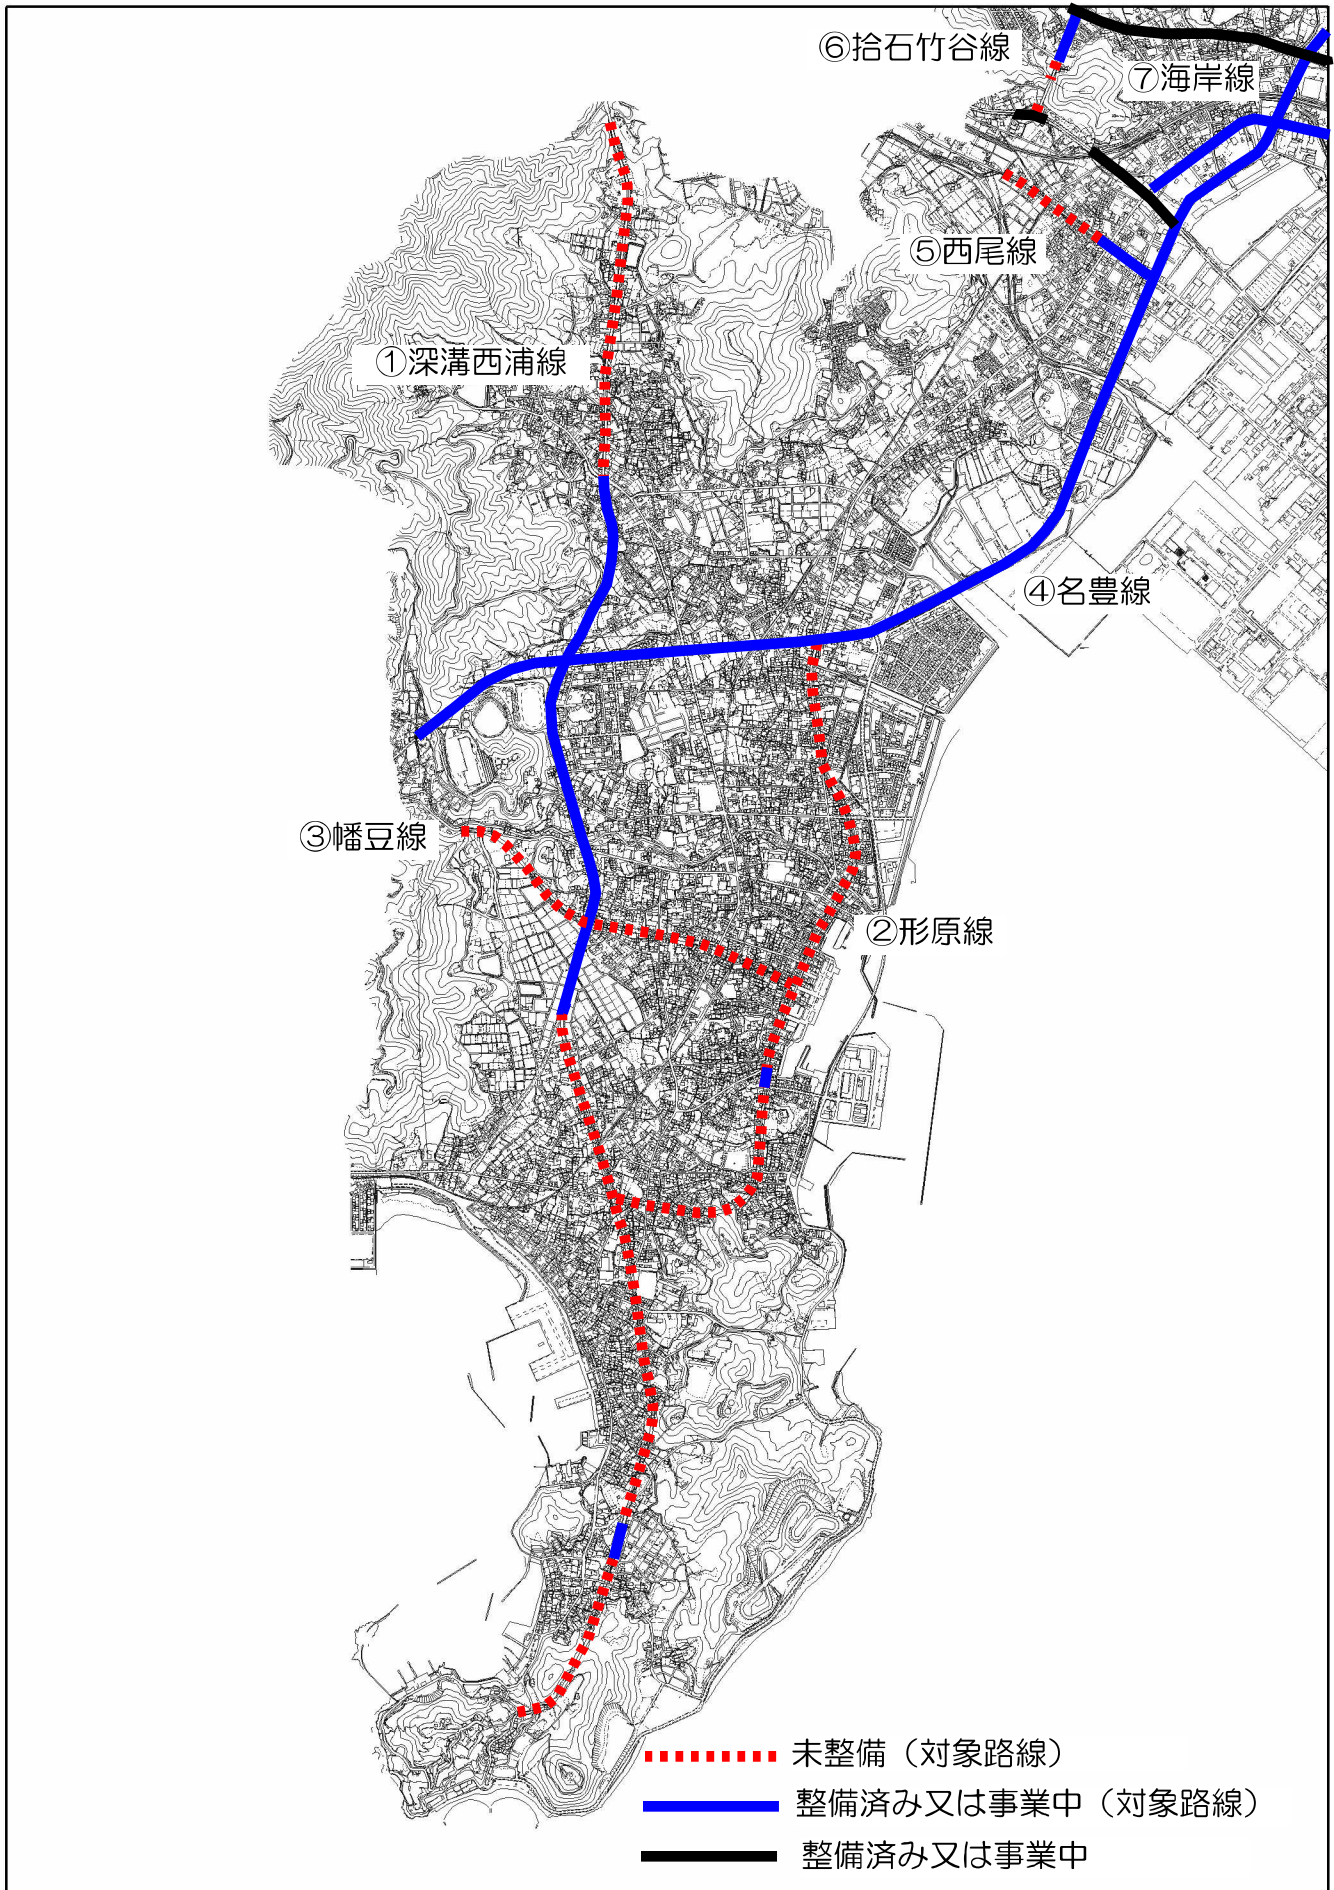 ⑥拾石竹谷線
⑦海岸線
⑤西尾線
①深溝西浦線
④名豊線
③幡豆線
②形原線
未整備（対象路線）
整備済み又は事業中（対象路線）
整備済み又は事業中